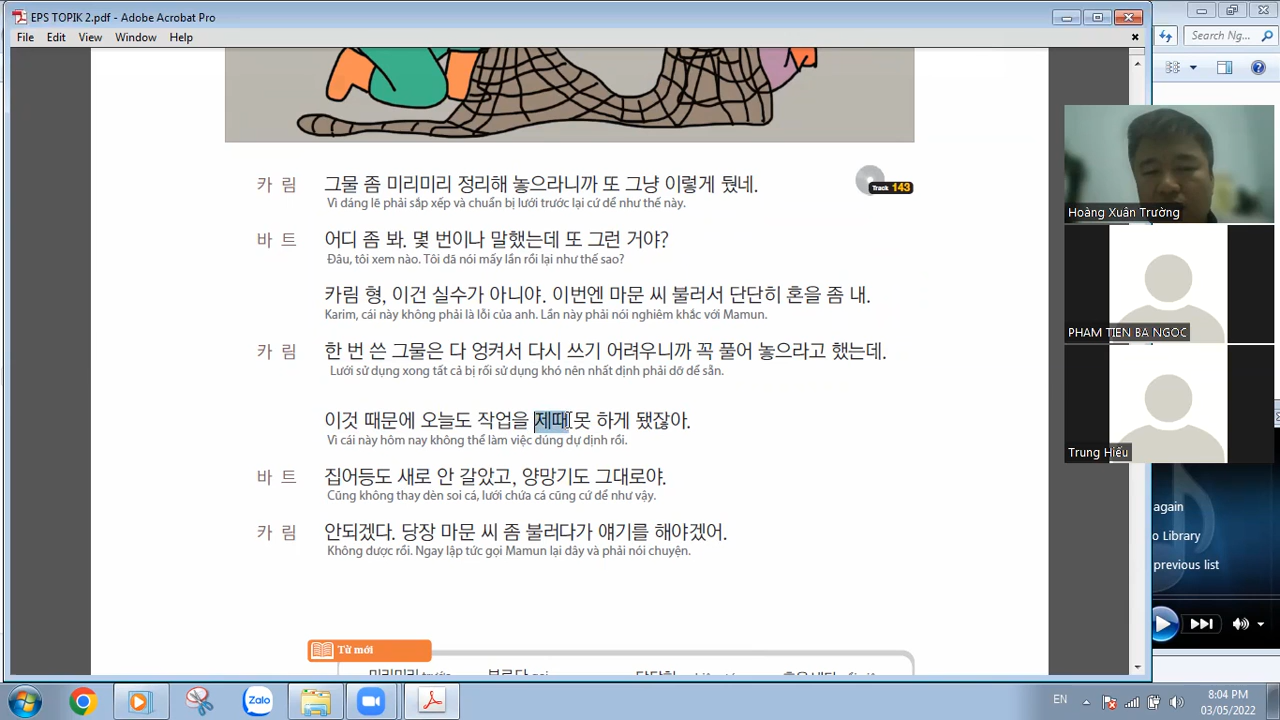 EPS TOPIK 2.pdf - Adobe Acrobat Pro
File Edit View Window Help
Search
카 림 그물 좀 미리미리 정리해 놓으라니까 또 그냥 이렇게 뒀네.
Track 143
Vì đáng lẽ phải sắp xếp và chuẩn bị lưới trước lại cứ để như thế này.
바 트 어디 좀 봐. 몇 번이나 말했는데 또 그런 거야?
Đâu, tôi xem nào. Tôi đã nói mấy lần rồi lại như thế sao?
카림 형, 이건 실수가 아니야. 이번엔 마문 씨 불러서 단단히 혼을 좀 내.
Karim, cái này không phải là lỗi của anh. Lần này phải nói nghiêm khắc với Mamun.
카 림 한 번 쓴 그물은 다 엉켜서 다시 쓰기 어려우니까 꼭 풀어 놓으라고 했는데.
Lưới sử dụng xong tất cả bị rối sử dụng khó nên nhất định phải dỡ để sẵn.
이것 때문에 오늘도 작업을 제때 못 하게 됐잖아.
Vì cái này hôm nay không thể làm việc đúng dự định rồi.
바 트 집어등도 새로 안 갈았고, 양망기도 그대로야.
Cũng không thay đèn soi cá, lưới chứa cá cũng cứ để như vậy.
카 림 안되겠다. 당장 마문 씨 좀 불러다가 얘기를 해야겠어.
Không được rồi. Ngay lập tức gọi Mamun lại đây và phải nói chuyện.
Từ mới
Hoàng Xuân Trường
PHAM TIEN BA NGOC
Trung Hiếu
again
o Library
previous list
Zalo
EN
8:04 PM
03/05/2022